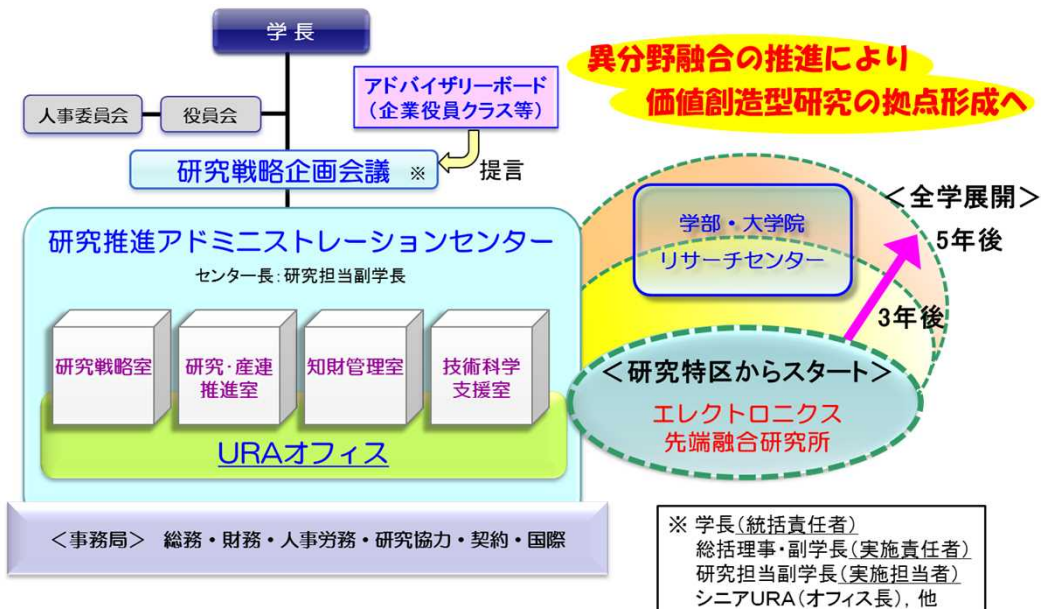 学長
異分野融合の推進により
価値創造型研究の拠点形成へ
アドバイザリーボード
(企業役員クラス等)
人事委員会
役員会
研究戦略企画会議 ※
提言
研究推進アドミニストレーションセンター
センター長:研究担当副学長
研究戦略室
研究・産連
推進室
知財管理室
技術科学
支援室
URAオフィス
<事務局> 総務・財務・人事労務・研究協力・契約・国際
学部・大学院
リサーチセンター
<全学展開>
5年後
3年後
<研究特区からスタート>
エレクトロニクス
先端融合研究所
※ 学長(統括責任者)
総括理事・副学長(実施責任者)
研究担当副学長(実施担当者)
シニアURA(オフィス長), 他